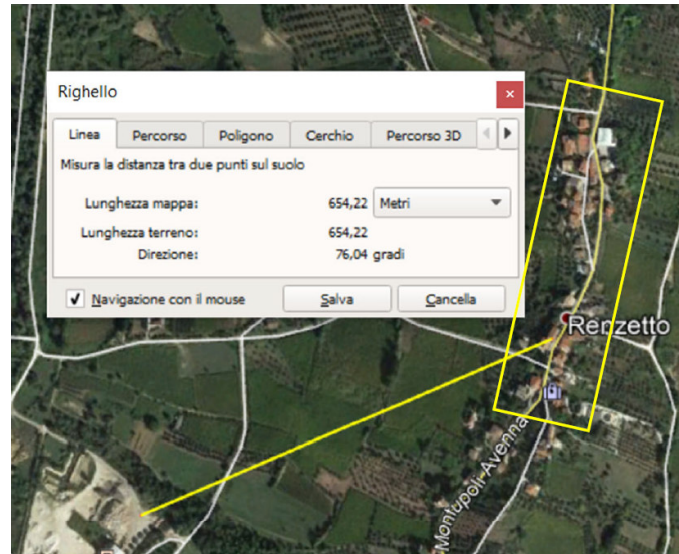 Righello
Linea Percorso Poligono Cerchio Percorso 3D
Misura la distanza tra due punti sul suolo
Lunghezza mappa: 654,22 Metri
Lunghezza terreno: 654,22
Direzione: 76,04 gradi
Navigazione con il mouse Salva Cancella
Renzetto
Montupoli-Avenna